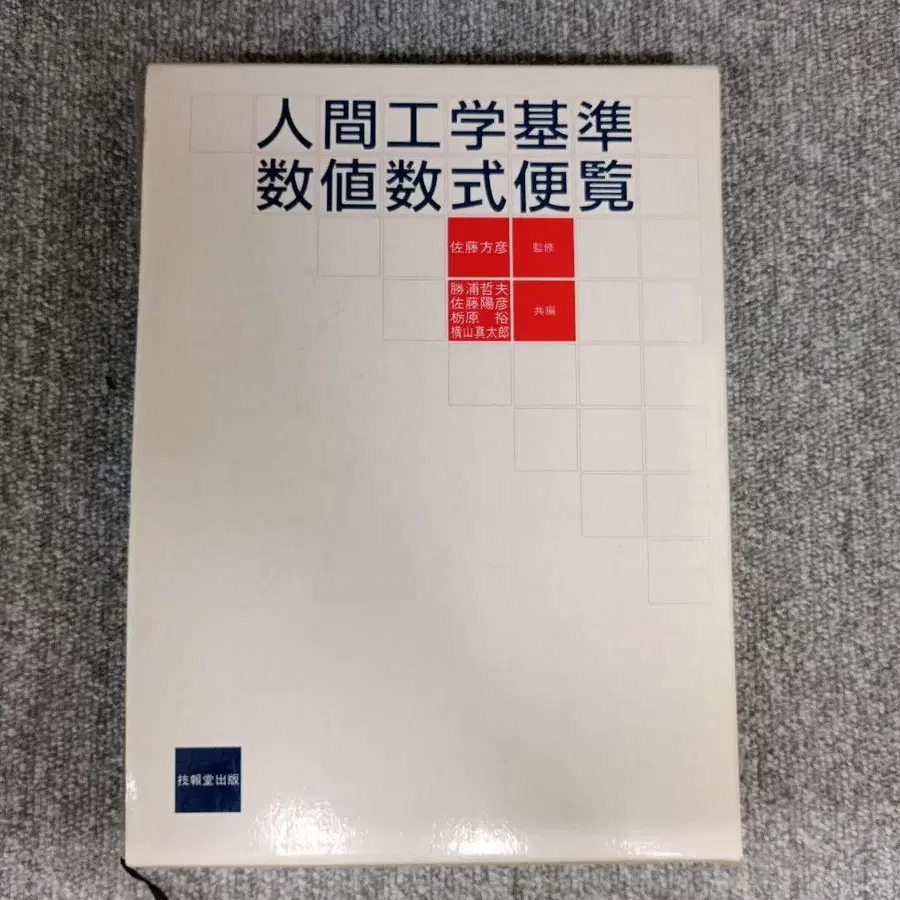 人間工学基準
数値数式便覧
佐藤方彦 監修
勝浦哲夫
佐藤陽彦
栃原 裕
横山真太郎
共編
技報堂出版